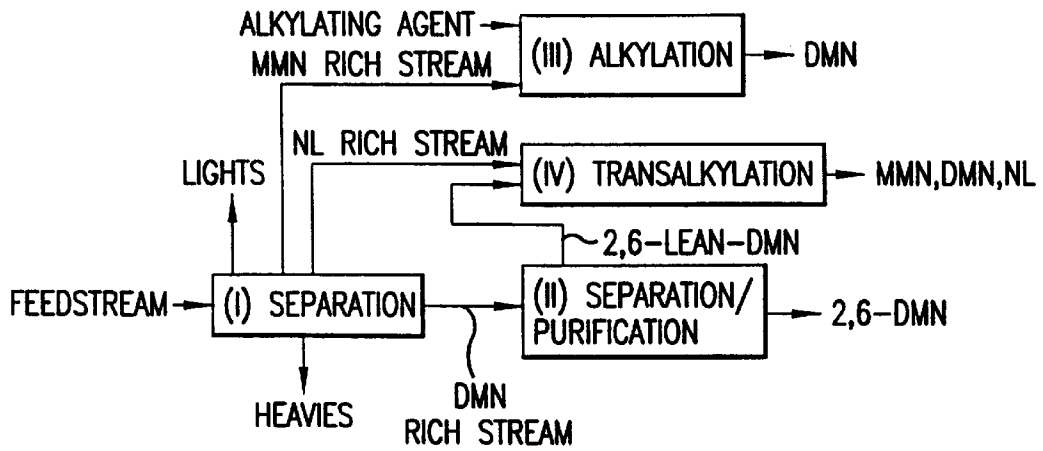 ALKYLATING AGENT
MMN RICH STREAM
(III) ALKYLATION
DMN
NL RICH STREAM
LIGHTS
(IV) TRANSALKYLATION
MMN,DMN,NL
2,6-LEAN-DMN
FEEDSTREAM
(I) SEPARATION
(II) SEPARATION/
PURIFICATION
2,6-DMN
HEAVIES
DMN
RICH STREAM